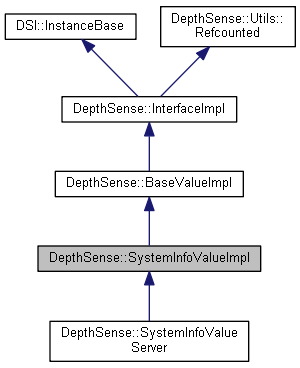 DSI::InstanceBase
DepthSense::Utils::
Refcounted
DepthSense::InterfaceImpl
DepthSense::BaseValueImpl
DepthSense::SystemInfoValueImpl
DepthSense::SystemInfoValue
Server